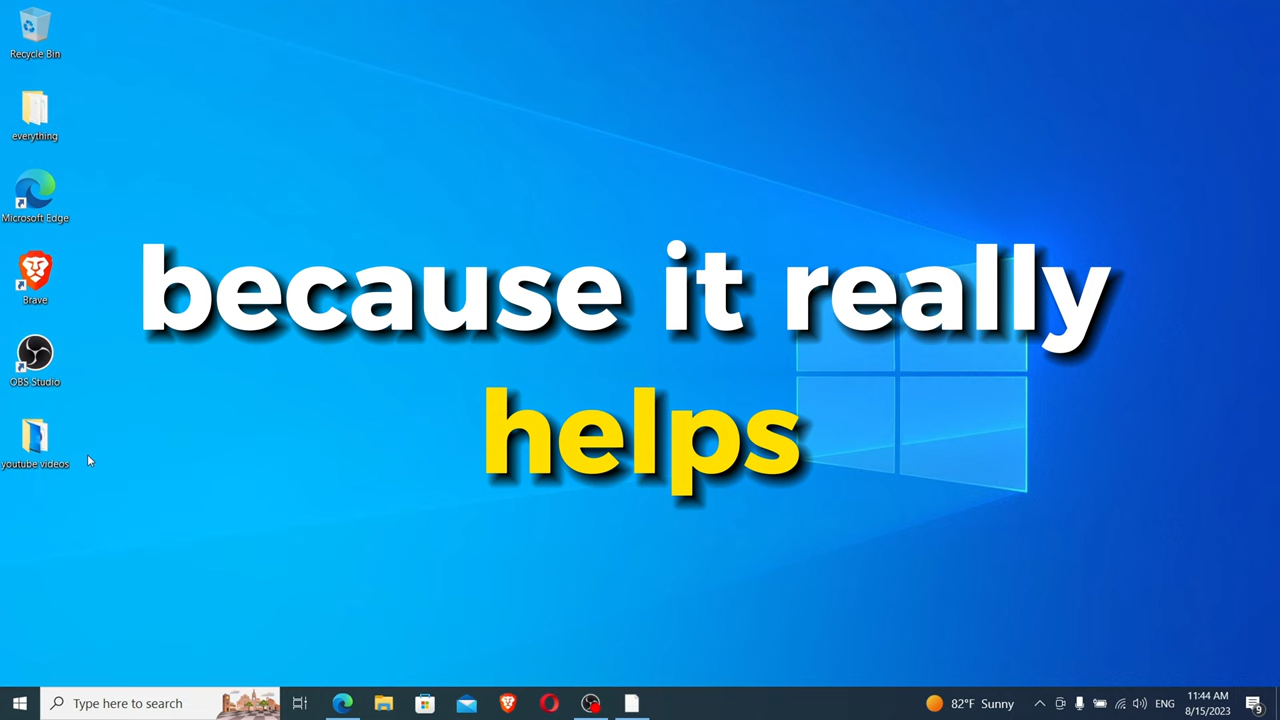 Recycle Bin
everything
Microsoft Edge
Brave
OBS Studio
youtube videos
because it really
helps
Type here to search
82°F Sunny
ENG
11:44 AM
8/15/2023
9